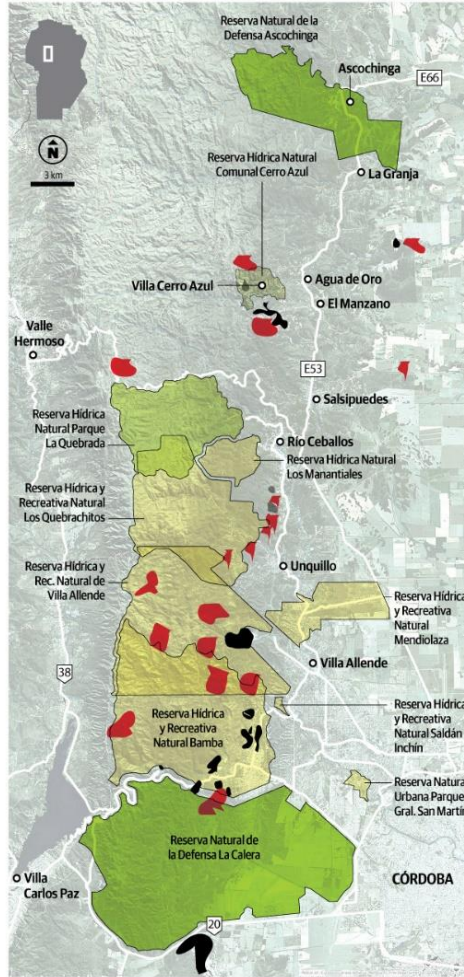 Reserva Natural de la
Defensa Ascochinga
Ascochinga
E66
N
3 km
La Granja
Reserva Hídrica Natural
Comunal Cerro Azul
Villa Cerro Azul
Agua de Oro
El Manzano
Valle
Hermoso
E53
Salsipuedes
Reserva Hídrica
Natural Parque
La Quebrada
Río Ceballos
Reserva Hídrica Natural
Los Manantiales
Reserva Hídrica y
Recreativa Natural
Los Quebrachitos
Unquillo
Reserva Hídrica y
Rec. Natural de
Villa Allende
Reserva Hídrica
y Recreativa
Natural
Mendiolaza
38
Villa Allende
Reserva Hídrica
y Recreativa
Natural Bamba
Reserva Hídrica
y Recreativa
Natural Saldán
Inchín
Reserva Natural
Urbana Parque
Gral. San Martín
Reserva Natural de
la Defensa La Calera
Villa
Carlos Paz
CÓRDOBA
20